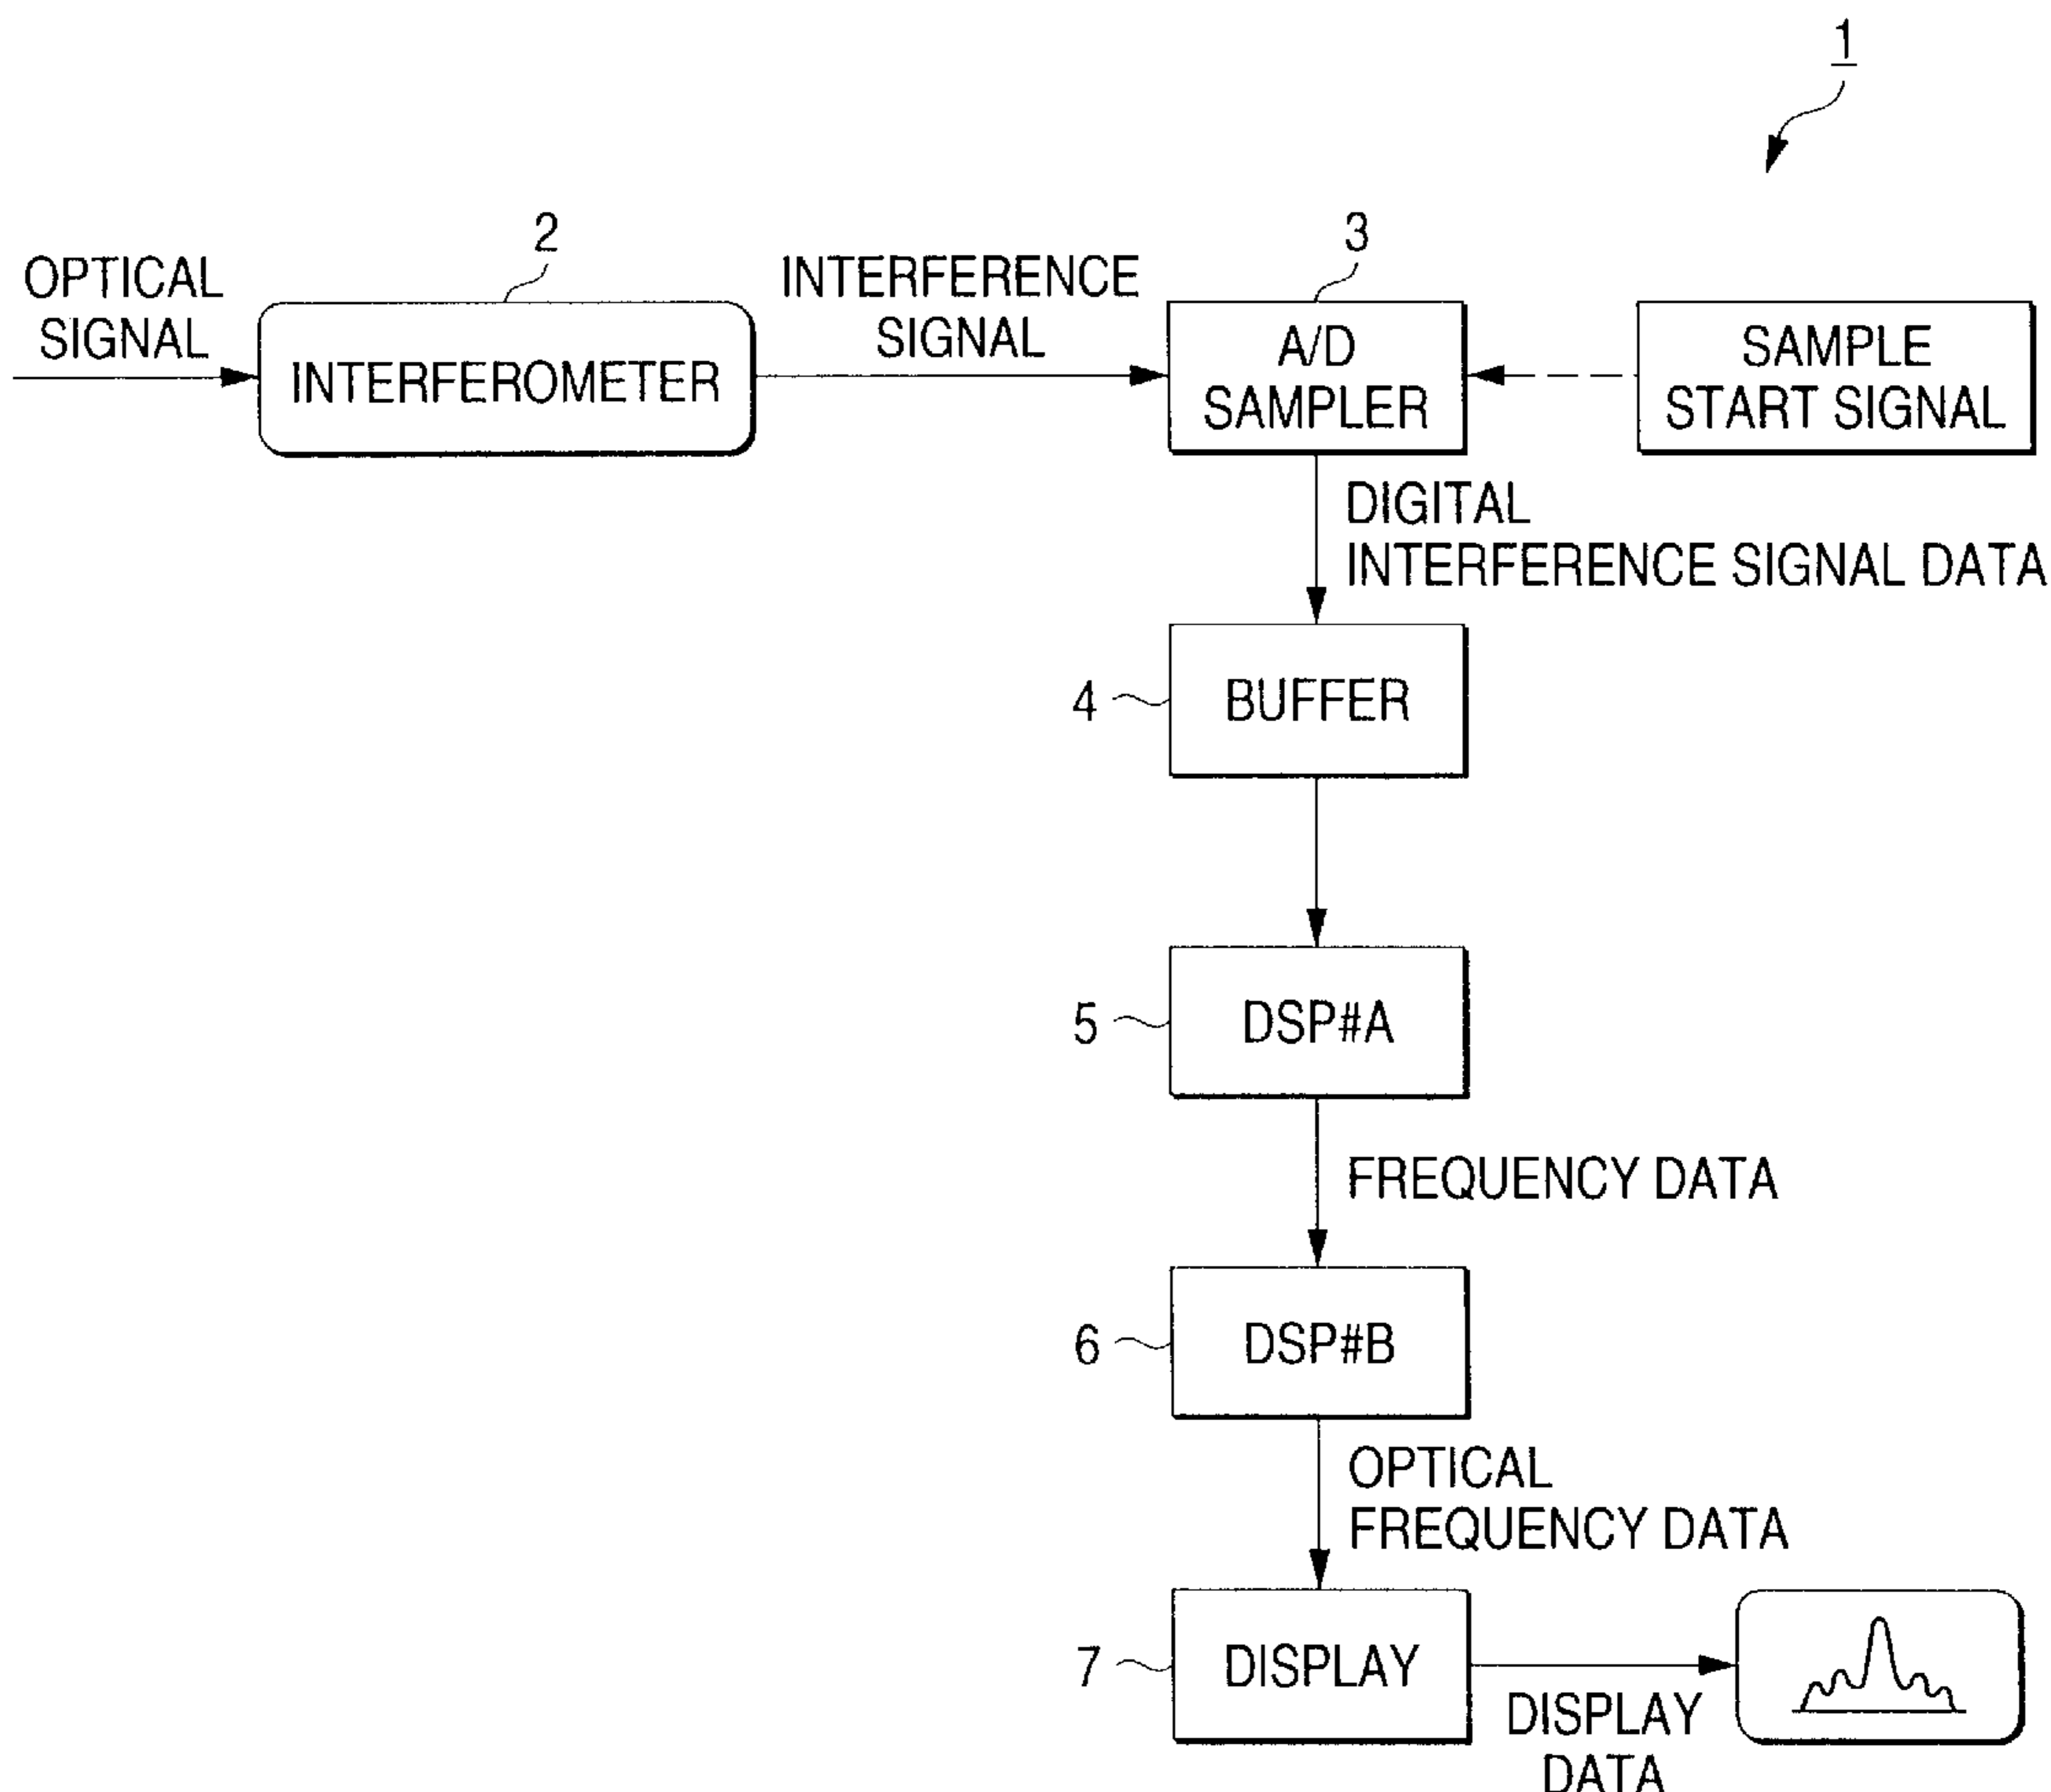 1
2
3
OPTICAL
SIGNAL
INTERFEROMETER
INTERFERENCE
SIGNAL
A/D
SAMPLER
SAMPLE
START SIGNAL
DIGITAL
INTERFERENCE SIGNAL DATA
4
BUFFER
5
DSP#A
FREQUENCY DATA
6
DSP#B
OPTICAL
FREQUENCY DATA
7
DISPLAY
DISPLAY
DATA